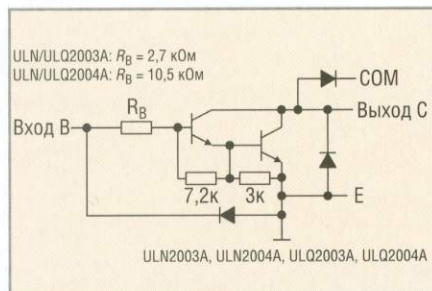 ULN/ULQ2003A: RB = 2,7 кОм
ULN/ULQ2004A: RB = 10,5 кОм
COM
RB
Выход C
Вход B
7,2к
3к
E
ULN2003A, ULN2004A, ULQ2003A, ULQ2004A